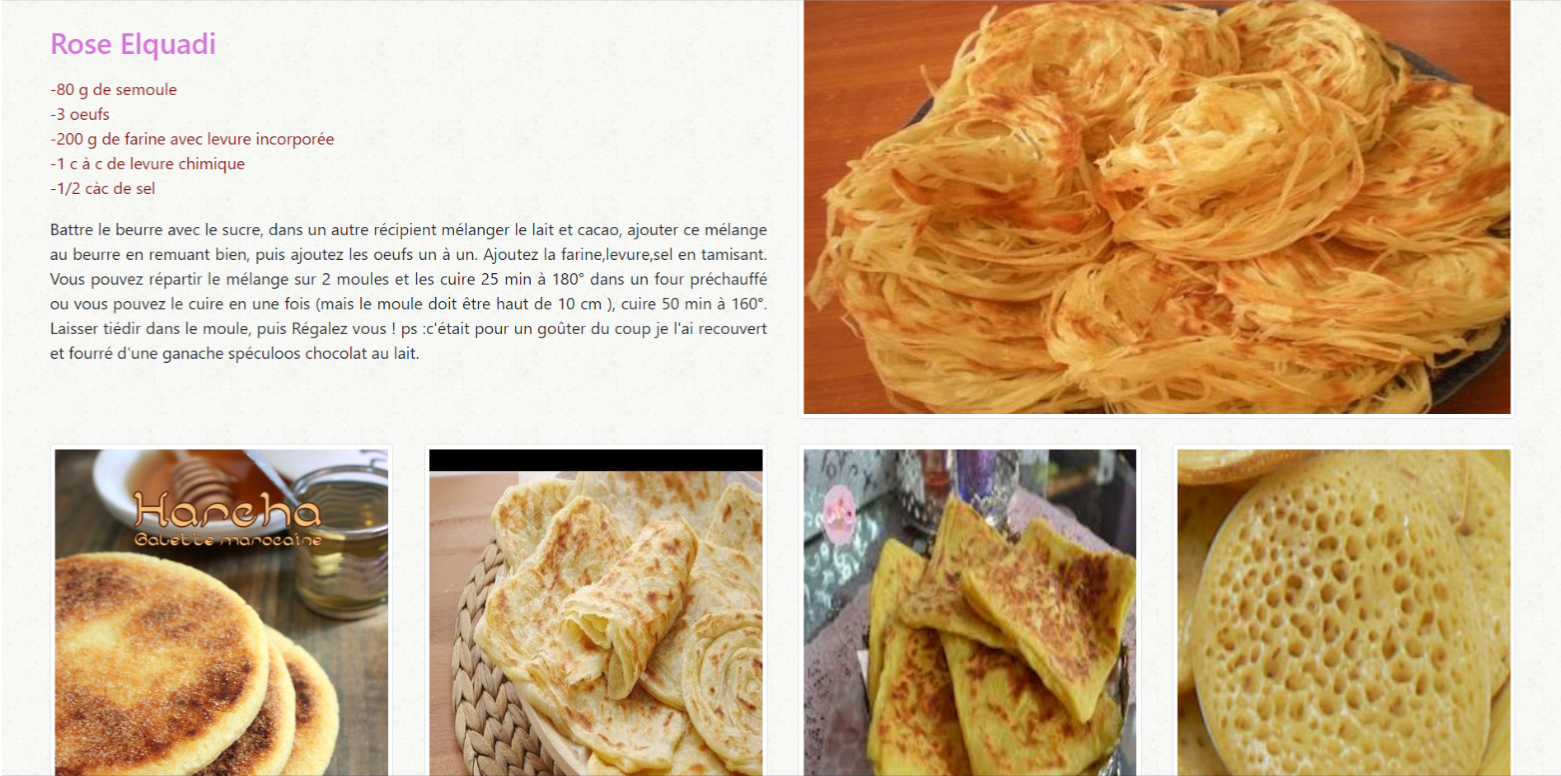 Rose Elquadi
-80 g de semoule
-3 oeufs
-200 g de farine avec levure incorporée
-1 c à c de levure chimique
-1/2 càc de sel
Battre le beurre avec le sucre, dans un autre récipient mélanger le lait et cacao, ajouter ce mélange
au beurre en remuant bien, puis ajoutez les oeufs un à un. Ajoutez la farine,levure,sel en tamisant.
Vous pouvez répartir le mélange sur 2 moules et les cuire 25 min à 180° dans un four préchauffé
ou vous pouvez le cuire en une fois (mais le moule doit être haut de 10 cm ), cuire 50 min à 160°.
Laisser tiédir dans le moule, puis Régalez vous ! ps :c'était pour un goûter du coup je l'ai recouvert
et fourré d'une ganache spéculoos chocolat au lait.
Harcha
Galette marocaine